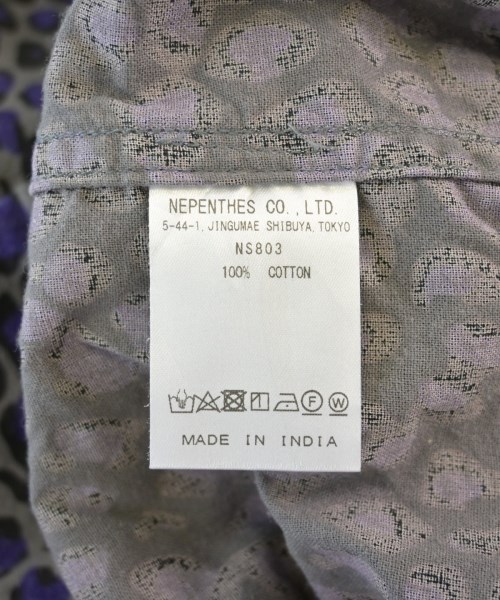 NEPENTHES CO., LTD.
5-44-1, JINGUMAE SHIBUYA, TOKYO
NS803
100% COTTON
F W
MADE IN INDIA